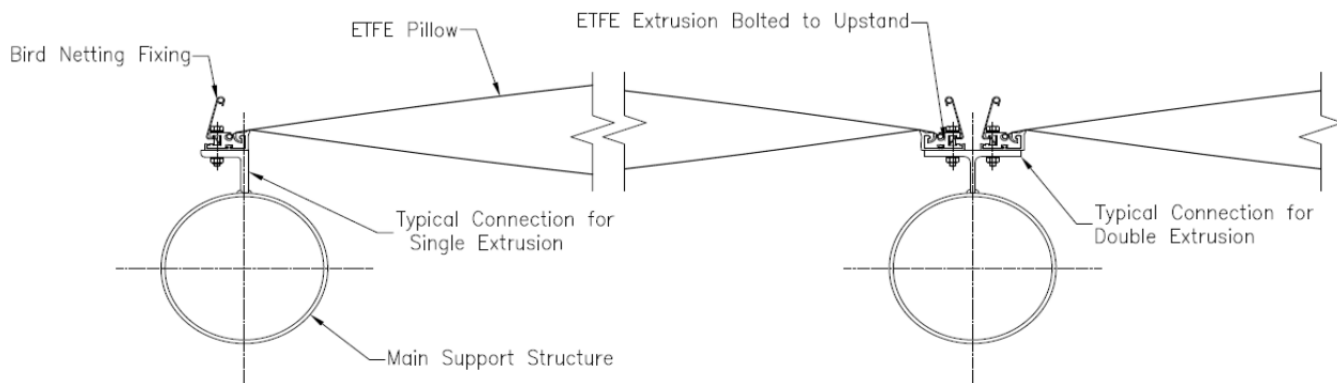 ETFE Extrusion Bolted to Upstand
ETFE Pillow
Bird Netting Fixing
Typical Connection for
Single Extrusion
Typical Connection for
Double Extrusion
Main Support Structure